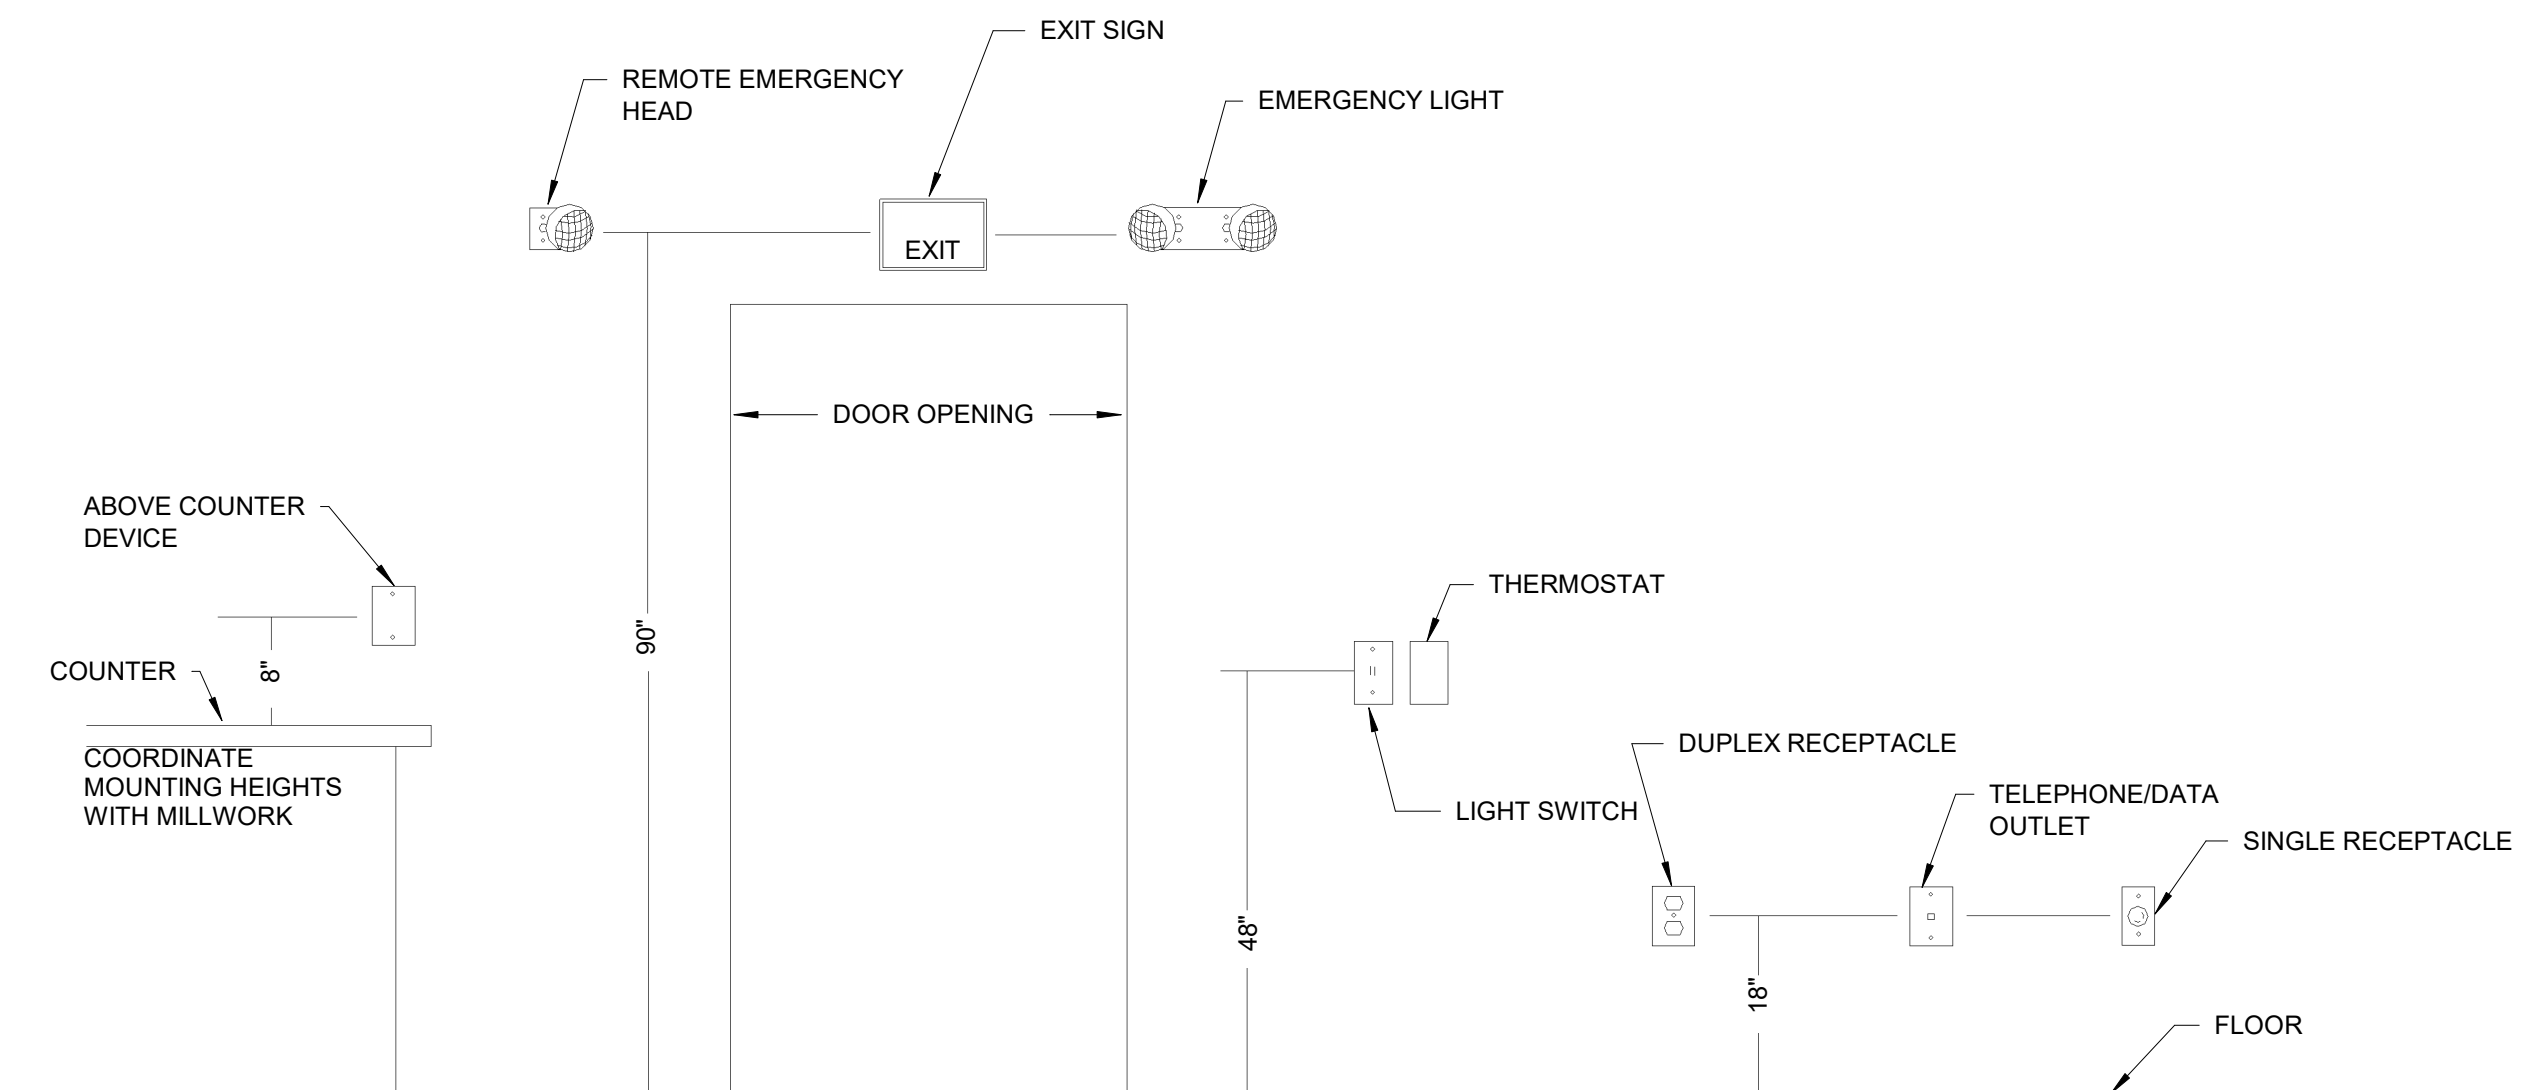 EXIT SIGN
REMOTE EMERGENCY
HEAD
EMERGENCY LIGHT
EXIT
DOOR OPENING
ABOVE COUNTER
DEVICE
THERMOSTAT
90"
COUNTER
8"
DUPLEX RECEPTACLE
COORDINATE
MOUNTING HEIGHTS
WITH MILLWORK
LIGHT SWITCH
TELEPHONE/DATA
OUTLET
SINGLE RECEPTACLE
48"
18"
FLOOR